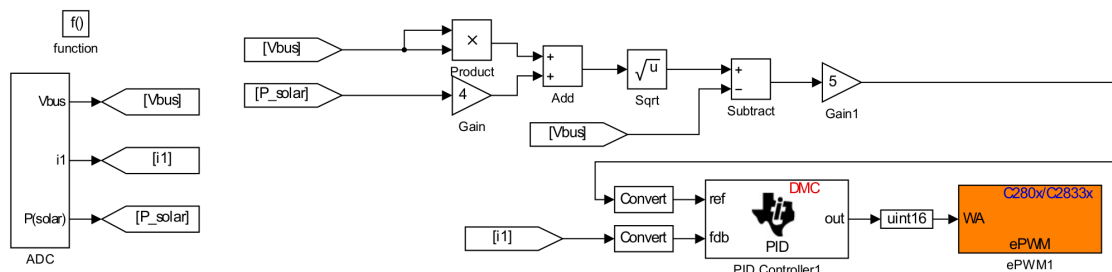 f()
function
Vbus
[Vbus]
i1
[i1]
P(solar)
[P_solar]
ADC
[Vbus]
×
Product
[P_solar]
4
Gain
+
+
Add
√u
Sqrt
[Vbus]
+
−
Subtract
5
Gain1
[i1]
Convert
Convert
DMC
ref
fdb
out
PID
PID Controller1
uint16
C280x/C2833x
WA
ePWM
ePWM1